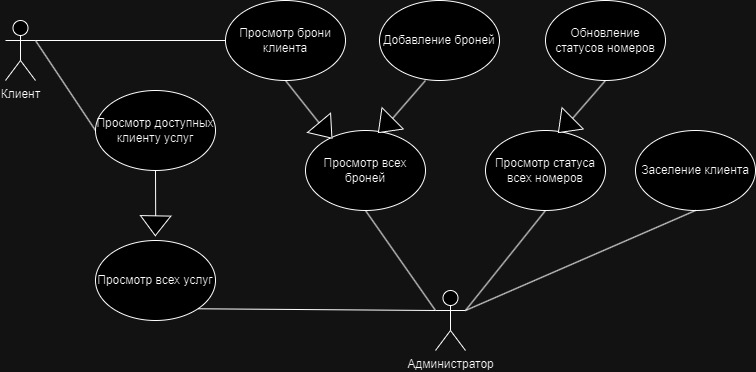 Просмотр брони
клиента
Добавление броней
Обновление
статусов номеров
Клиент
Просмотр доступных
клиенту услуг
Просмотр всех
броней
Просмотр статуса
всех номеров
Заселение клиента
Просмотр всех услуг
Администратор